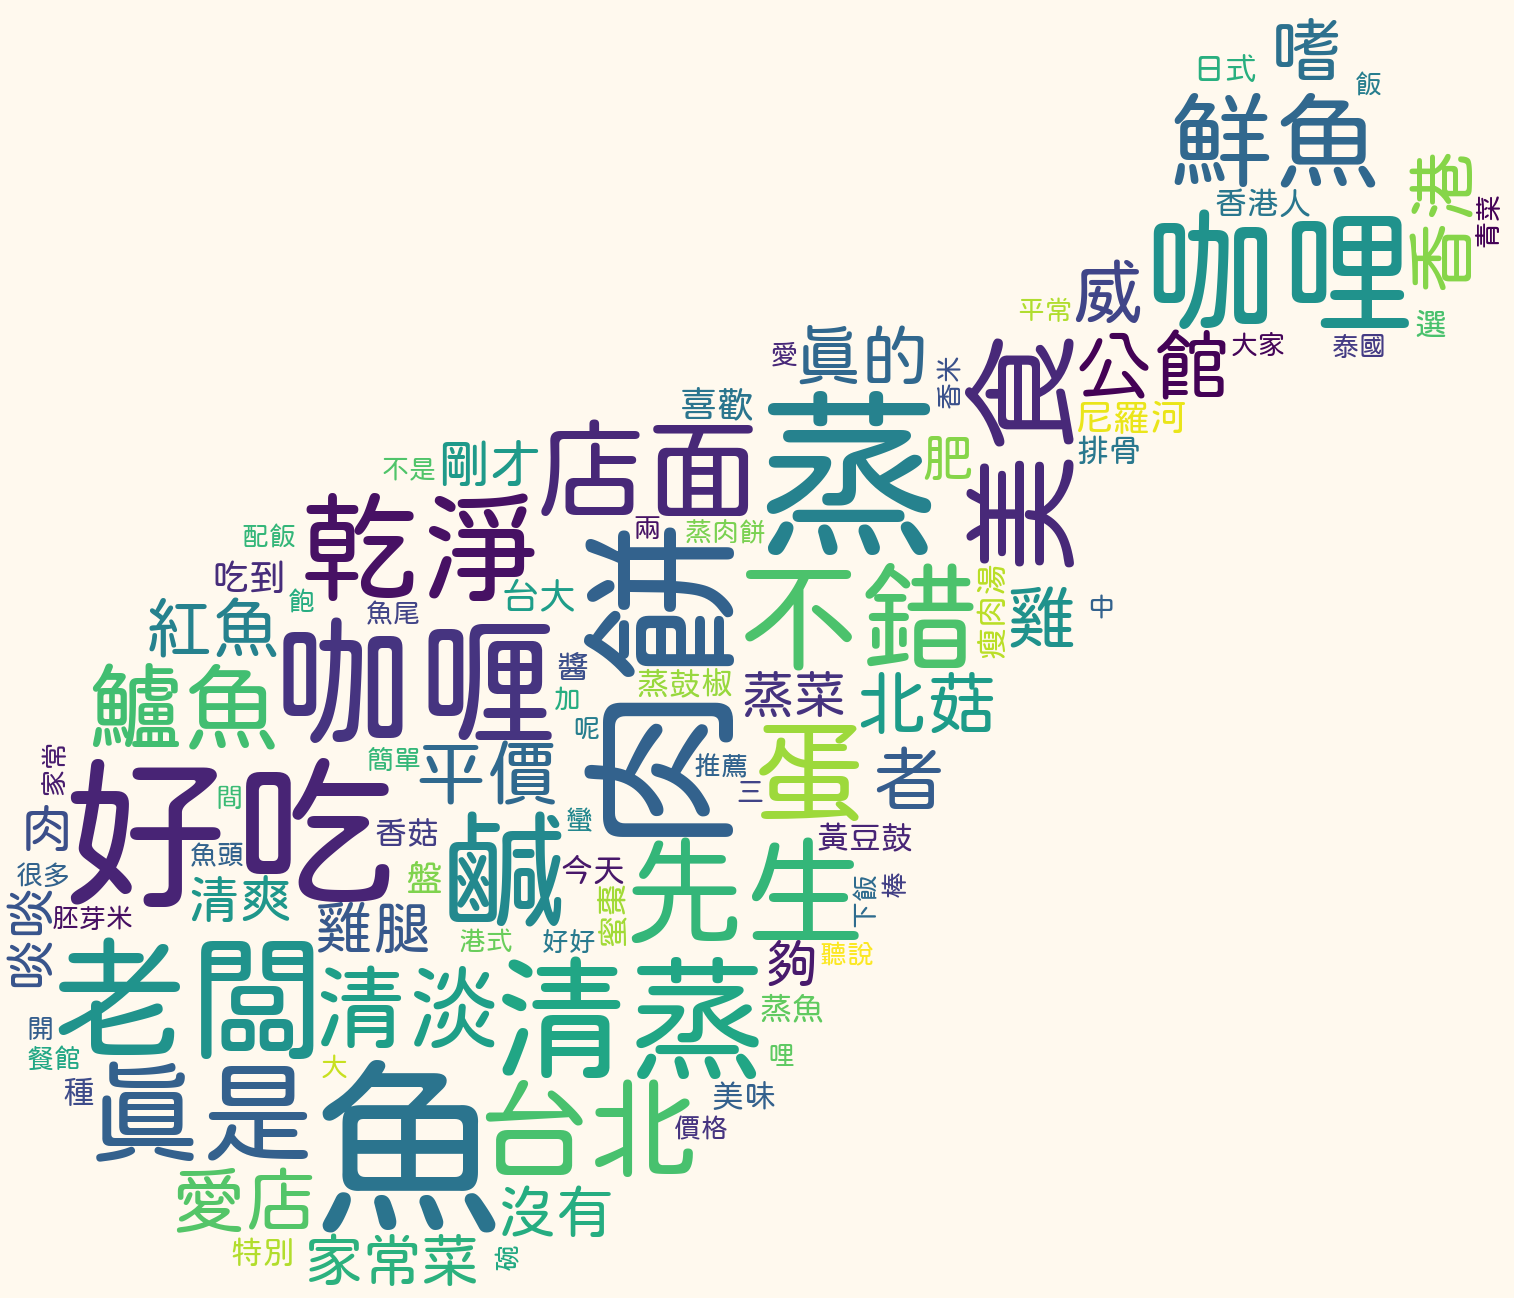 嗜
日式
飯
鮮魚
香港
青菜
香港人
咖哩
威
平常
選
公館
大家
泰國
真的
愛
香米
美食
尼羅河
排骨
喜歡
蒸
肥
店面
剛才
不是
兩
蒸肉餅
乾淨
配飯
吃到
飽
魚尾
台大
肉餅
不錯
瘦肉湯
雞
中
紅魚
咖哩
醬
加
呢
蒸鼓椒
蒸菜
北菇
鱸魚
簡單
平價
推薦
三
蛋
者
家常
好吃
間
肉
香菇
魚頭
鹹
蠻
今天
黃豆鼓
先生
下飯
棒
很多
啖啖
胚芽米
清爽
盤
雞腿
港式
好好
蜜棗
夠
聽說
老闆
清淡
清蒸
蒸魚
哩
開
餐館
種
真是
大
魚
台北
美味
價格
愛店
沒有
特別
家常菜
碗